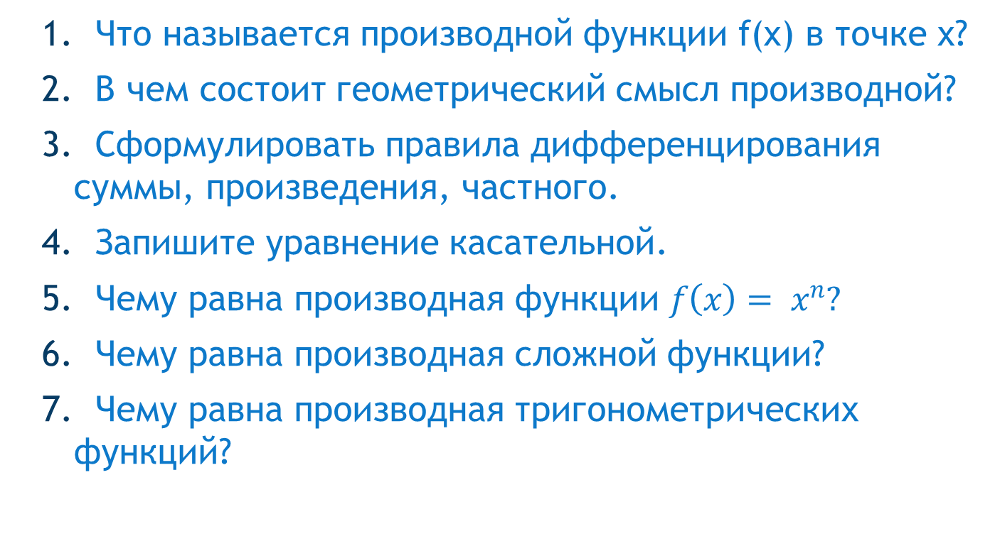 1. Что называется производной функции f(x) в точке x?
2. В чем состоит геометрический смысл производной?
3. Сформулировать правила дифференцирования
суммы, произведения, частного.
4. Запишите уравнение касательной.
5. Чему равна производная функции f(x) = xⁿ?
6. Чему равна производная сложной функции?
7. Чему равна производная тригонометрических
функций?